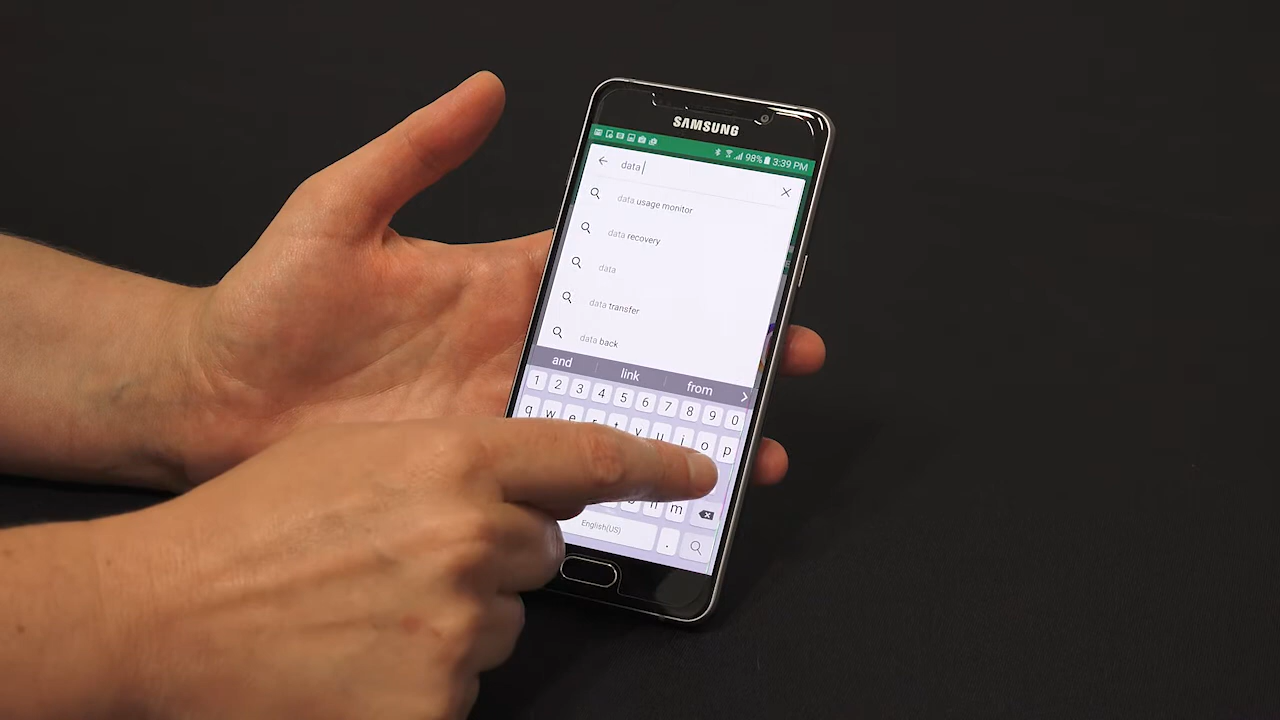 SAMSUNG
98% 3:39 PM
data
data usage monitor
data recovery
data
data transfer
data back
and link from
1 2 3 4 5 6 7 8 9 0
q w e t y u i o p
n m
English(US) .